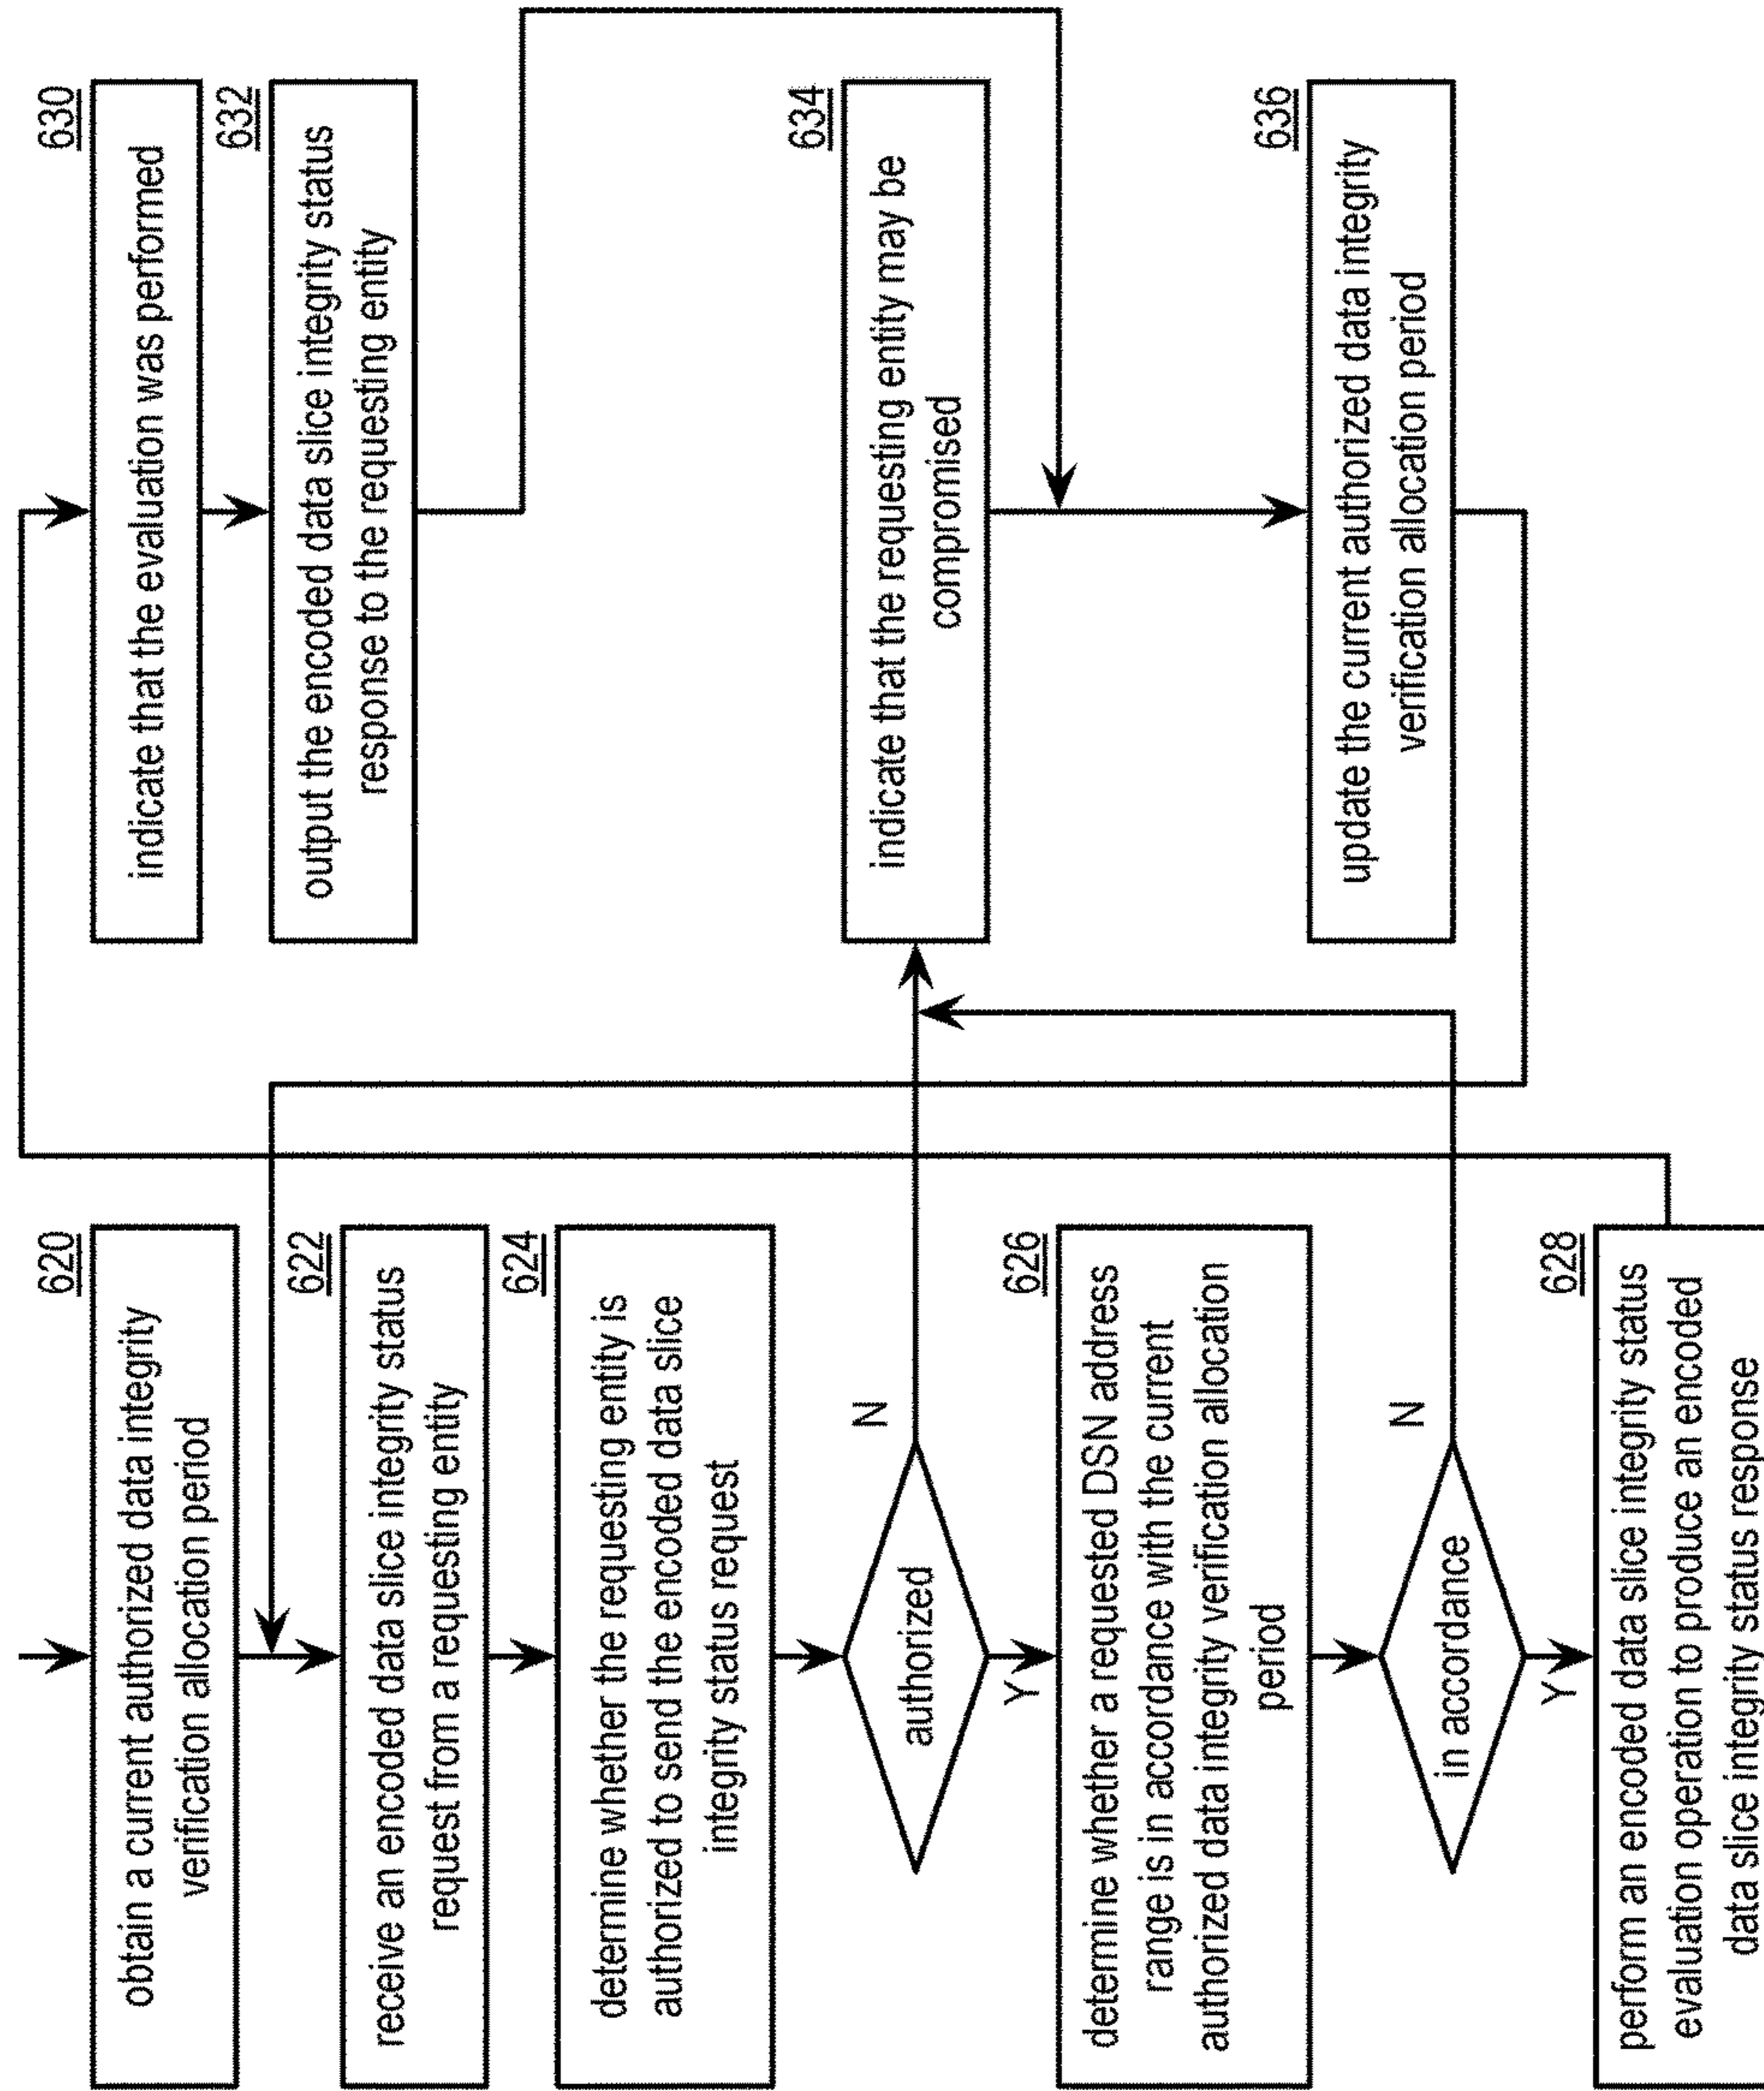 620
obtain a current authorized data integrity
verification allocation period
622
receive an encoded data slice integrity status
request from a requesting entity
624
determine whether the requesting entity is
authorized to send the encoded data slice
integrity status request
authorized
N
Y
626
determine whether a requested DSN address
range is in accordance with the current
authorized data integrity verification allocation
period
in accordance
N
Y
628
perform an encoded data slice integrity status
evaluation operation to produce an encoded
data slice integrity status response
630
indicate that the evaluation was performed
632
output the encoded data slice integrity status
response to the requesting entity
634
indicate that the requesting entity may be
compromised
636
update the current authorized data integrity
verification allocation period